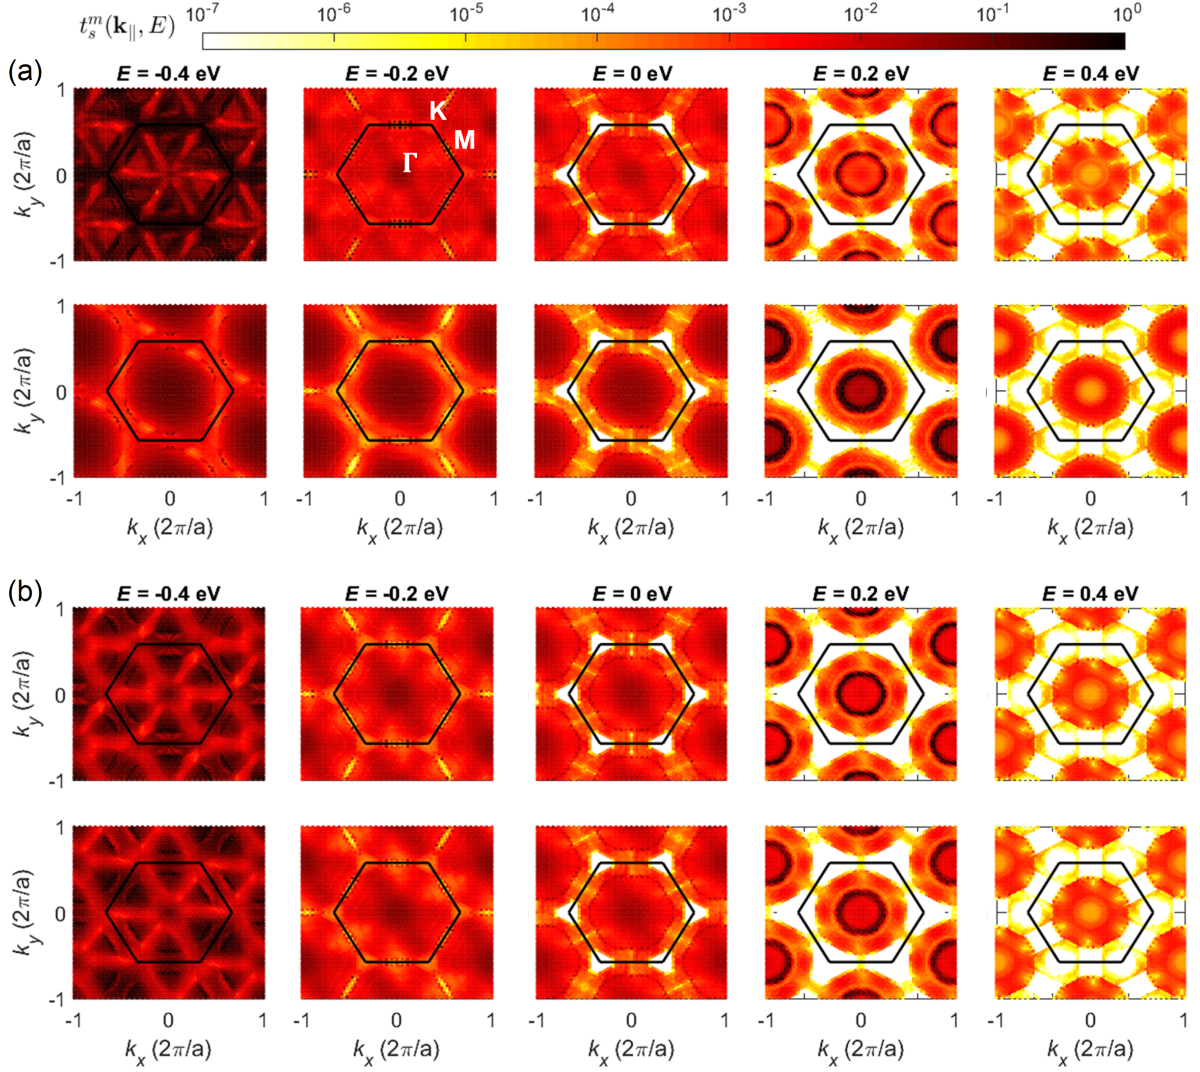 t_s^m(k_∥, E) 10^-7 10^-6 10^-5 10^-4 10^-3 10^-2 10^-1 10^0
(a)
E = -0.4 eV E = -0.2 eV E = 0 eV E = 0.2 eV E = 0.4 eV
k_y (2π/a)
1
0
-1
K
M
Γ
k_y (2π/a)
1
0
-1
-1 0 1 -1 0 1 -1 0 1 -1 0 1 -1 0 1
k_x (2π/a) k_x (2π/a) k_x (2π/a) k_x (2π/a) k_x (2π/a)
(b)
E = -0.4 eV E = -0.2 eV E = 0 eV E = 0.2 eV E = 0.4 eV
k_y (2π/a)
1
0
-1
k_y (2π/a)
1
0
-1
-1 0 1 -1 0 1 -1 0 1 -1 0 1 -1 0 1
k_x (2π/a) k_x (2π/a) k_x (2π/a) k_x (2π/a) k_x (2π/a)